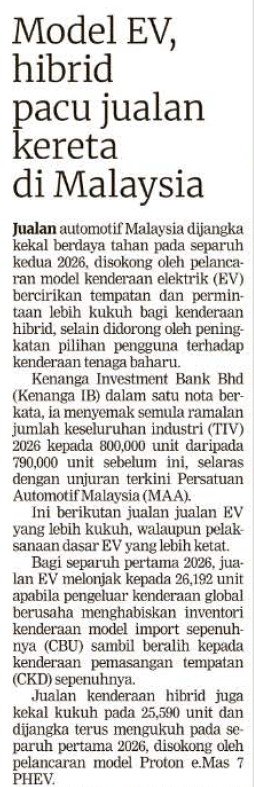 Model EV,
hibrid
pacu jualan
kereta
di Malaysia
Jualan automotif Malaysia dijangka
kekal berdaya tahan pada separuh
kedua 2026, disokong oleh pelanca-
ran model kenderaan elektrik (EV)
bercirikan tempatan dan permin-
taan lebih kukuh bagi kenderaan
hibrid, selain didorong oleh pening-
katan pilihan pengguna terhadap
kenderaan tenaga baharu.
Kenanga Investment Bank Bhd
(Kenanga IB) dalam satu nota ber-
kata, ia menyemak semula ramalan
jumlah keseluruhan industri (TIV)
2026 kepada 800,000 unit daripada
790,000 unit sebelum ini, selaras
dengan unjuran terkini Persatuan
Automotif Malaysia (MAA).
Ini berikutan jualan jualan EV
yang lebih kukuh, walaupun pelak-
sanaan dasar EV yang lebih ketat.
Bagi separuh pertama 2026, jua-
lan EV melonjak kepada 26,192 unit
apabila pengeluar kenderaan global
berusaha menghabiskan inventori
kenderaan model import sepenuh-
nya (CBU) sambil beralih kepada
kenderaan pemasangan tempatan
(CKD) sepenuhnya.
Jualan kenderaan hibrid juga
kekal kukuh pada 25,590 unit dan
dijangka terus mengukuh pada se-
paruh pertama 2026, disokong oleh
pelancaran model Proton e.Mas 7
PHEV.